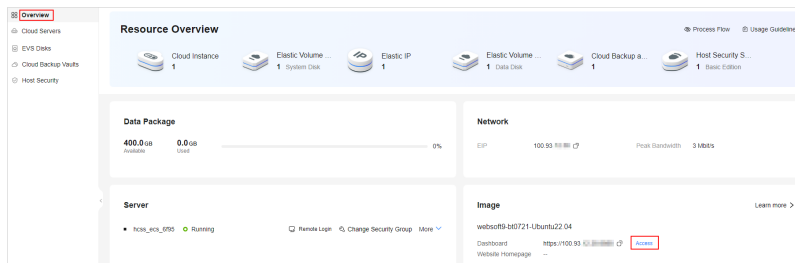 Overview
Cloud Servers
EVS Disks
Cloud Backup Vaults
Host Security
Resource Overview
Process Flow Usage Guideline
Cloud Instance
1
Elastic Volume ...
1 System Disk
Elastic IP
1
Elastic Volume ...
1 Data Disk
Cloud Backup a...
1
Host Security S...
1 Basic Edition
Data Package
400.0 GB 0.0 GB 0%
Available Used
Network
EIP 100.93 Peak Bandwidth 3 Mbit/s
Server
hcss_ecs_6f95 Running Remote Login Change Security Group More
Image Learn more
websoft9-bt0721-Ubuntu22.04
Dashboard https://100.93 Access
Website Homepage --